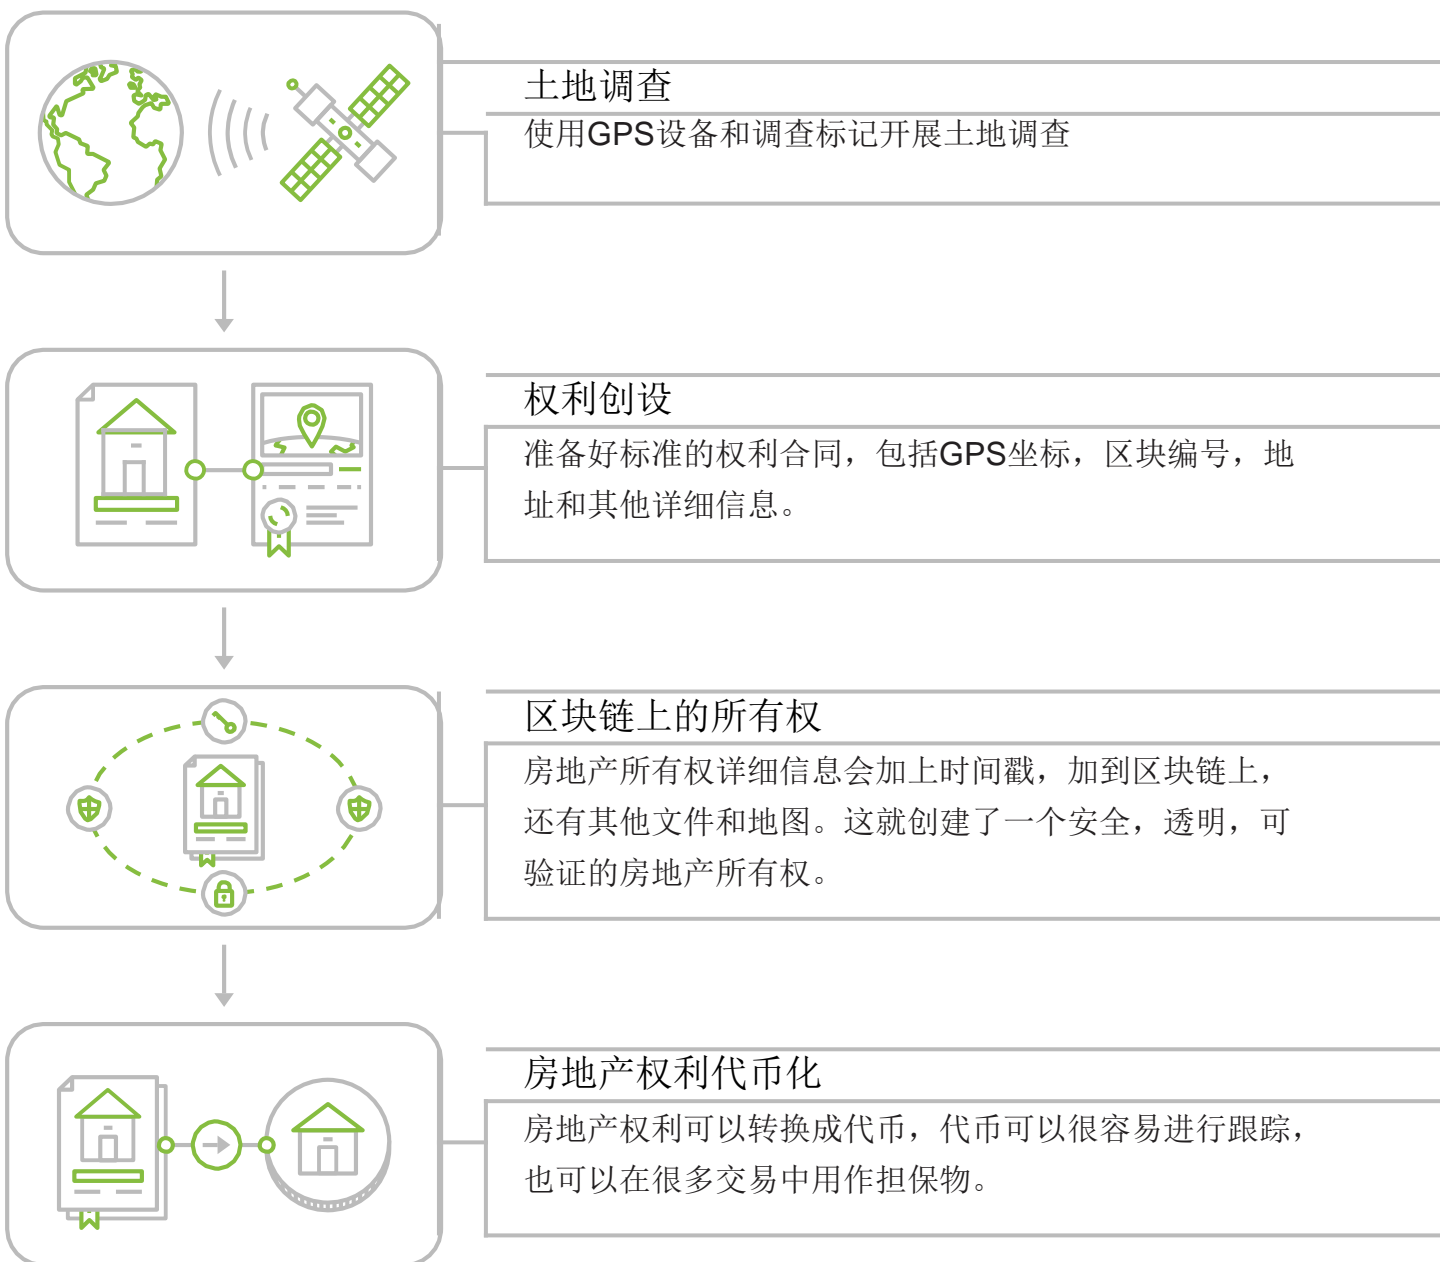 土地调查
使用GPS设备和调查标记开展土地调查
权利创设
准备好标准的权利合同，包括GPS坐标，区块编号，地
址和其他详细信息。
区块链上的所有权
房地产所有权详细信息会加上时间戳，加到区块链上，
还有其他文件和地图。这就创建了一个安全，透明，可
验证的房地产所有权。
房地产权利代币化
房地产权利可以转换成代币，代币可以很容易进行跟踪，
也可以在很多交易中用作担保物。